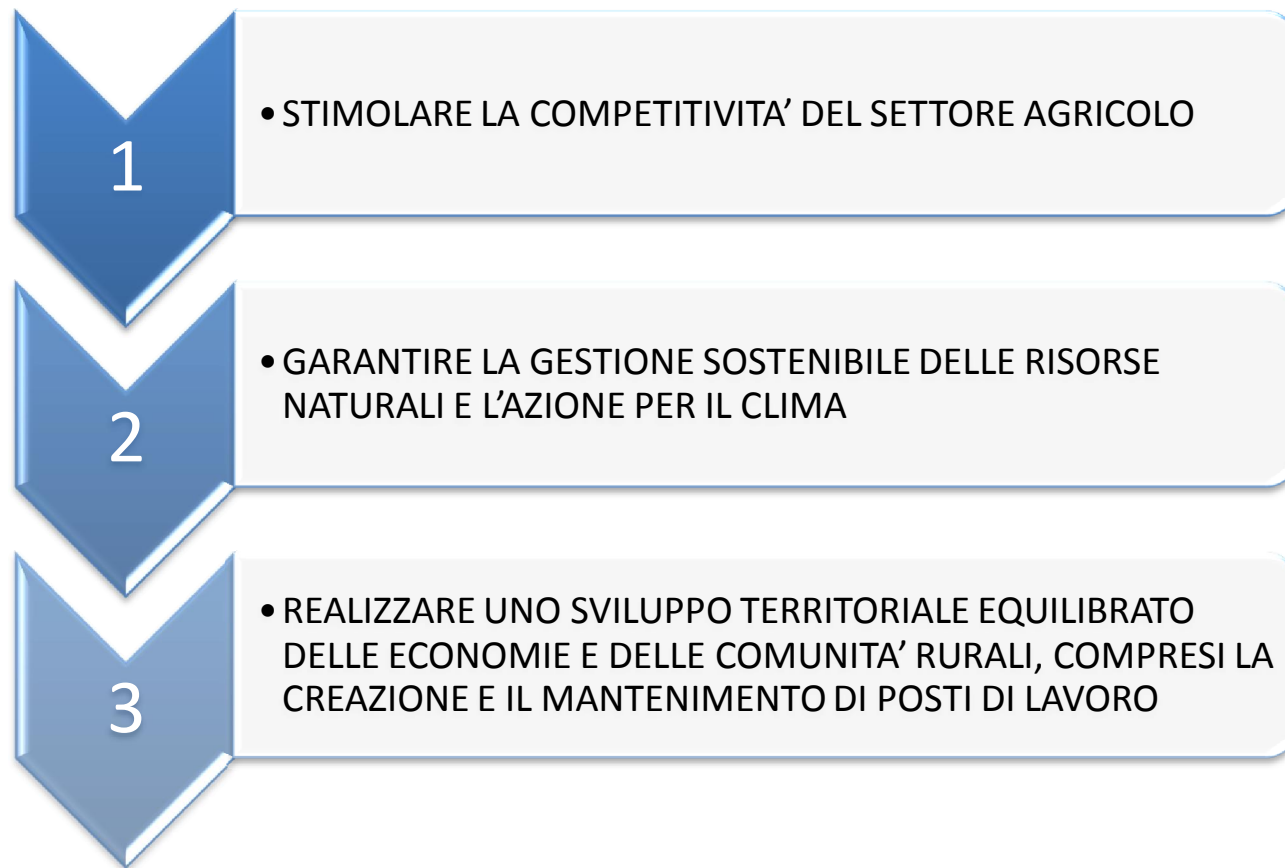 1
• STIMOLARE LA COMPETITIVITA’ DEL SETTORE AGRICOLO
2
• GARANTIRE LA GESTIONE SOSTENIBILE DELLE RISORSE
NATURALI E L’AZIONE PER IL CLIMA
3
• REALIZZARE UNO SVILUPPO TERRITORIALE EQUILIBRATO
DELLE ECONOMIE E DELLE COMUNITA’ RURALI, COMPRESI LA
CREAZIONE E IL MANTENIMENTO DI POSTI DI LAVORO